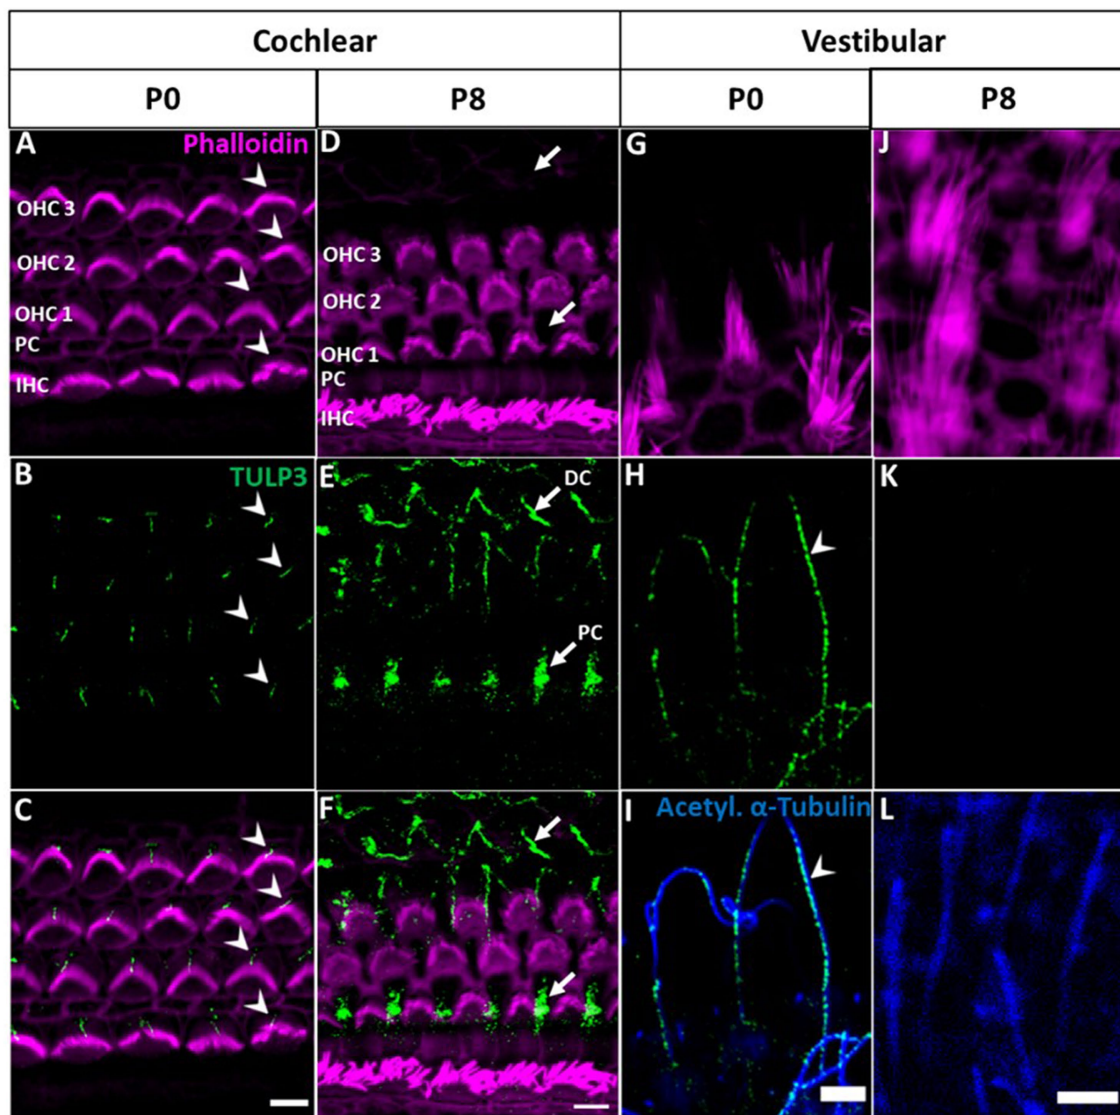 Cochlear Vestibular
P0 P8 P0 P8
A Phalloidin D G J
OHC 3
OHC 2
OHC 1
PC
IHC
OHC 3
OHC 2
OHC 1
PC
IHC
B TULP3 E DC H K
PC
C F I Acetyl. α-Tubulin L